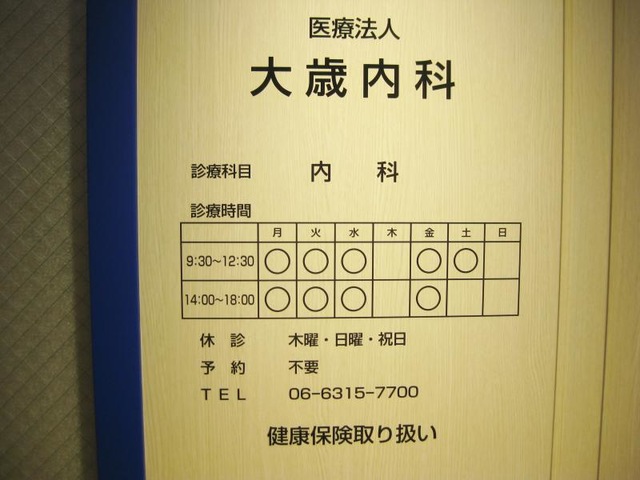 医療法人
大歳内科
診療科目 内 科
診療時間
月 火 水 木 金 土 日
9:30~12:30 ○ ○ ○ ○ ○
14:00~18:00 ○ ○ ○ ○
休 診 木曜・日曜・祝日
予 約 不要
TEL 06-6315-7700
健康保険取り扱い